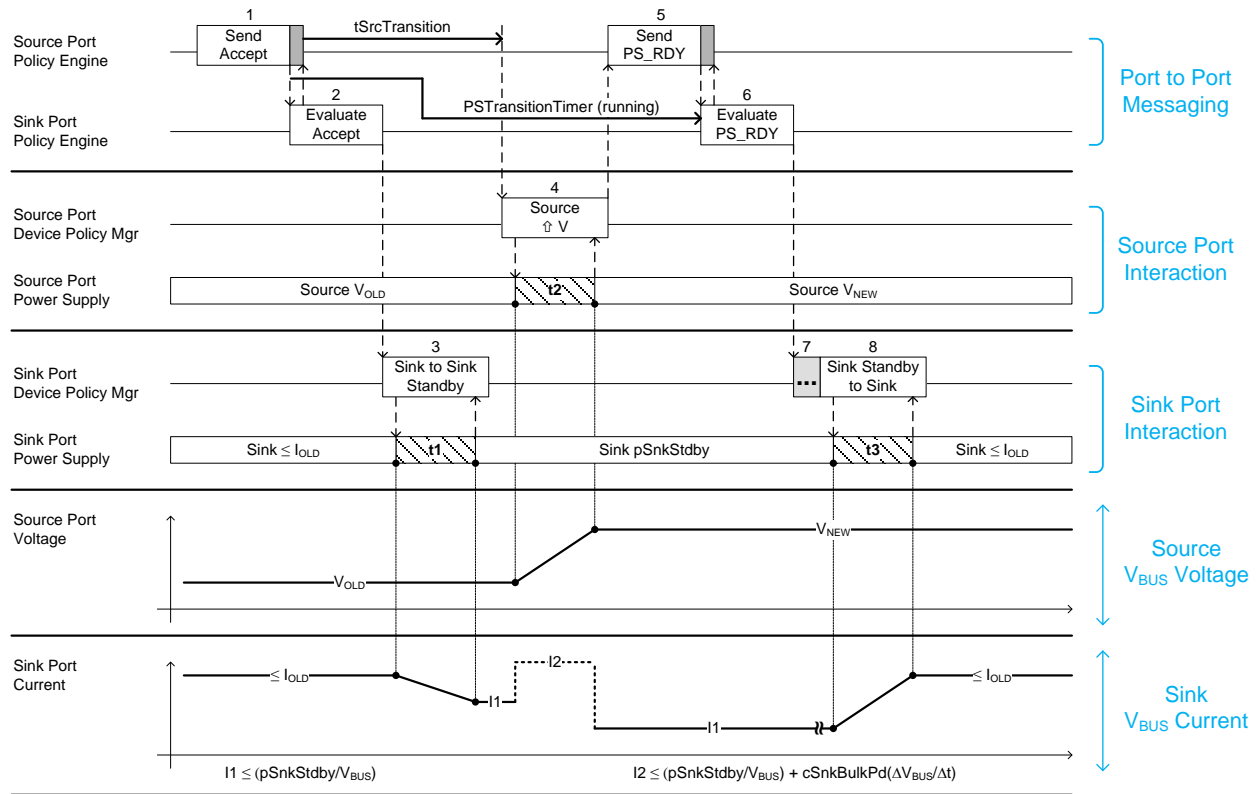 1
5
tSrcTransition
Source Port
Policy Engine
Send
Accept
Send
PS_RDY
Port to Port
Messaging
2
6
PSTransitionTimer (running)
Sink Port
Policy Engine
Evaluate
Accept
Evaluate
PS_RDY
4
Source Port
Device Policy Mgr
Source
⇧ V
Source Port
Interaction
Source Port
Power Supply
Source VOLD
t2
Source VNEW
3
7
8
Sink Port
Device Policy Mgr
Sink to Sink
Standby
...
Sink Standby
to Sink
Sink Port
Interaction
Sink Port
Power Supply
Sink ≤ IOLD
t1
Sink pSnkStdby
t3
Sink ≤ IOLD
Source Port
Voltage
VOLD
VNEW
Source
VBUS Voltage
Sink Port
Current
≤ IOLD
I1
I2
I1
≤ IOLD
Sink
VBUS Current
I1 ≤ (pSnkStdby/VBUS)
I2 ≤ (pSnkStdby/VBUS) + cSnkBulkPd(ΔVBUS/Δt)